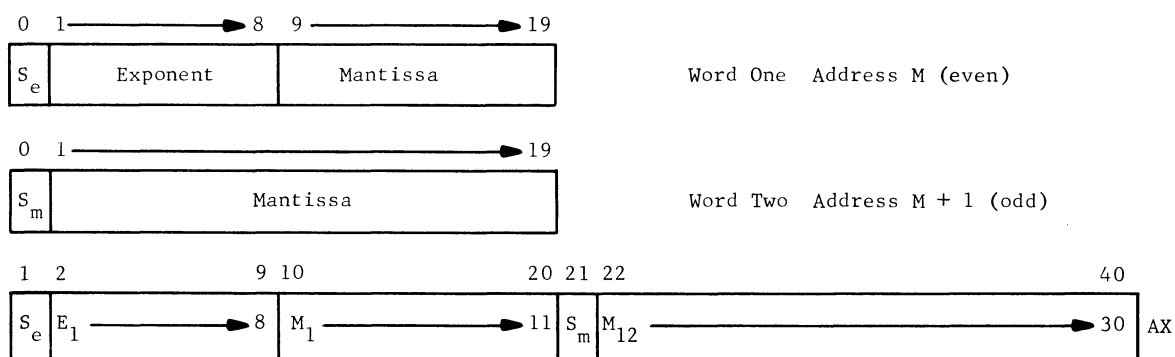 0 1 8 9 19
Se Exponent Mantissa Word One Address M (even)
0 1 19
Sm Mantissa Word Two Address M + 1 (odd)
1 2 9 10 20 21 22 40
Se E1 8 M1 11 Sm M12 30 AX